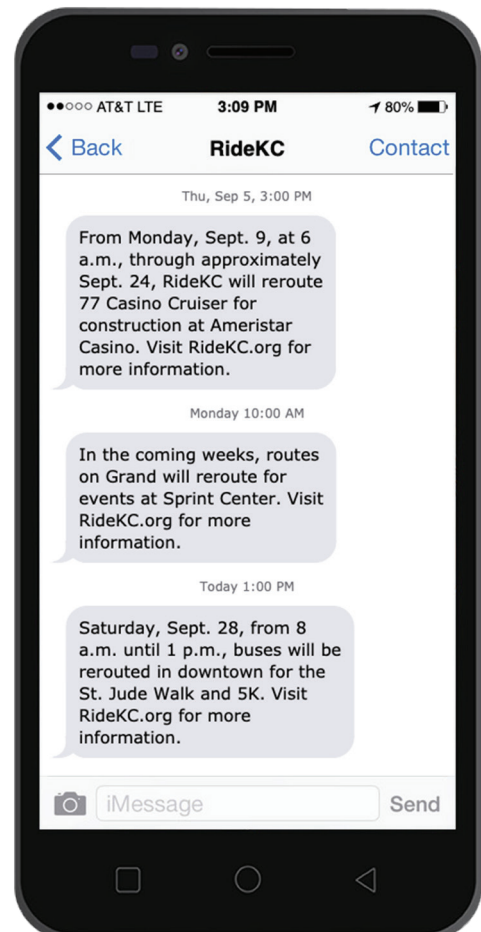 ●●○○○ AT&T LTE 3:09 PM 80%
Back RideKC Contact
Thu, Sep 5, 3:00 PM
From Monday, Sept. 9, at 6
a.m., through approximately
Sept. 24, RideKC will reroute
77 Casino Cruiser for
construction at Ameristar
Casino. Visit RideKC.org for
more information.
Monday 10:00 AM
In the coming weeks, routes
on Grand will reroute for
events at Sprint Center. Visit
RideKC.org for more
information.
Today 1:00 PM
Saturday, Sept. 28, from 8
a.m. until 1 p.m., buses will be
rerouted in downtown for the
St. Jude Walk and 5K. Visit
RideKC.org for more
information.
iMessage Send